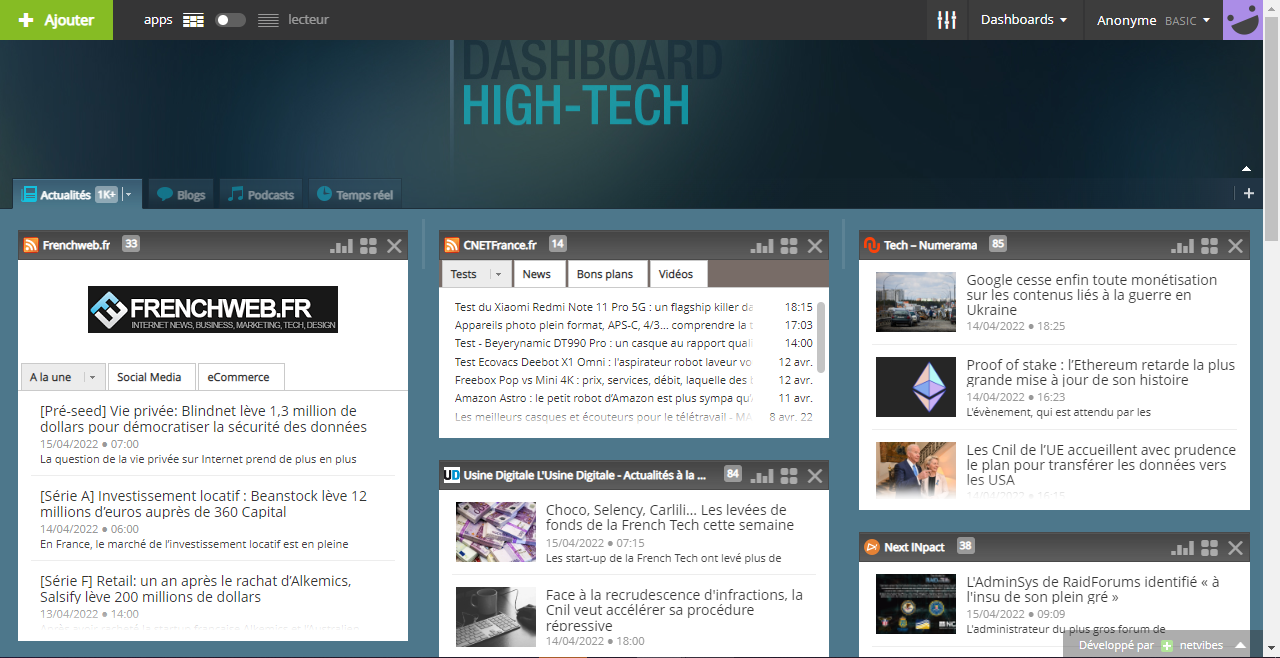 Ajouter
apps
lecteur
Dashboards
Anonyme BASIC
DASHBOARD
HIGH-TECH
Actualités 1K+
Blogs
Podcasts
Temps réel
Frenchweb.fr 33
FRENCHWEB.FR
INTERNET NEWS, BUSINESS, MARKETING, TECH, DESIGN
A la une
Social Media
eCommerce
[Pré-seed] Vie privée: Blindnet lève 1,3 million de
dollars pour démocratiser la sécurité des données
15/04/2022 ● 07:00
La question de la vie privée sur Internet prend de plus en plus
[Série A] Investissement locatif : Beanstock lève 12
millions d’euros auprès de 360 Capital
14/04/2022 ● 06:00
En France, le marché de l’investissement locatif est en pleine
[Série F] Retail: un an après le rachat d’Alkemics,
Salsify lève 200 millions de dollars
13/04/2022 ● 14:00
Après avoir racheté la startup française Alkemics et l’Australien
CNETFrance.fr 14
Tests
News
Bons plans
Vidéos
Test du Xiaomi Redmi Note 11 Pro 5G : un flagship killer da 18:15
Appareils photo plein format, APS-C, 4/3... comprendre la t 17:03
Test - Beyerynamic DT990 Pro : un casque au rapport quali 14:00
Test Ecovacs Deebot X1 Omni : l'aspirateur robot laveur vo 12 avr.
Freebox Pop vs Mini 4K : prix, services, débit, laquelle des 12 avr.
Amazon Astro : le petit robot d’Amazon est plus sympa qu’ 11 avr.
Les meilleurs casques et écouteurs pour le télétravail - MA 8 avr. 22
UD Usine Digitale L'Usine Digitale - Actualités à la ... 84
Choco, Selency, Carlili... Les levées de
fonds de la French Tech cette semaine
15/04/2022 ● 07:15
Les start-up de la French Tech ont levé plus de
Face à la recrudescence d'infractions, la
Cnil veut accélérer sa procédure
répressive
14/04/2022 ● 18:00
Tech – Numerama 85
Google cesse enfin toute monétisation
sur les contenus liés à la guerre en
Ukraine
14/04/2022 ● 18:25
Proof of stake : l’Ethereum retarde la plus
grande mise à jour de son histoire
14/04/2022 ● 16:23
L'évènement, qui est attendu par les
Les Cnil de l’UE accueillent avec prudence
le plan pour transférer les données vers
les USA
14/04/2022 ● 16:15
Next INpact 38
L'AdminSys de RaidForums identifié « à
l'insu de son plein gré »
15/04/2022 ● 09:09
L'administrateur du plus gros forum de
Développé par netvibes